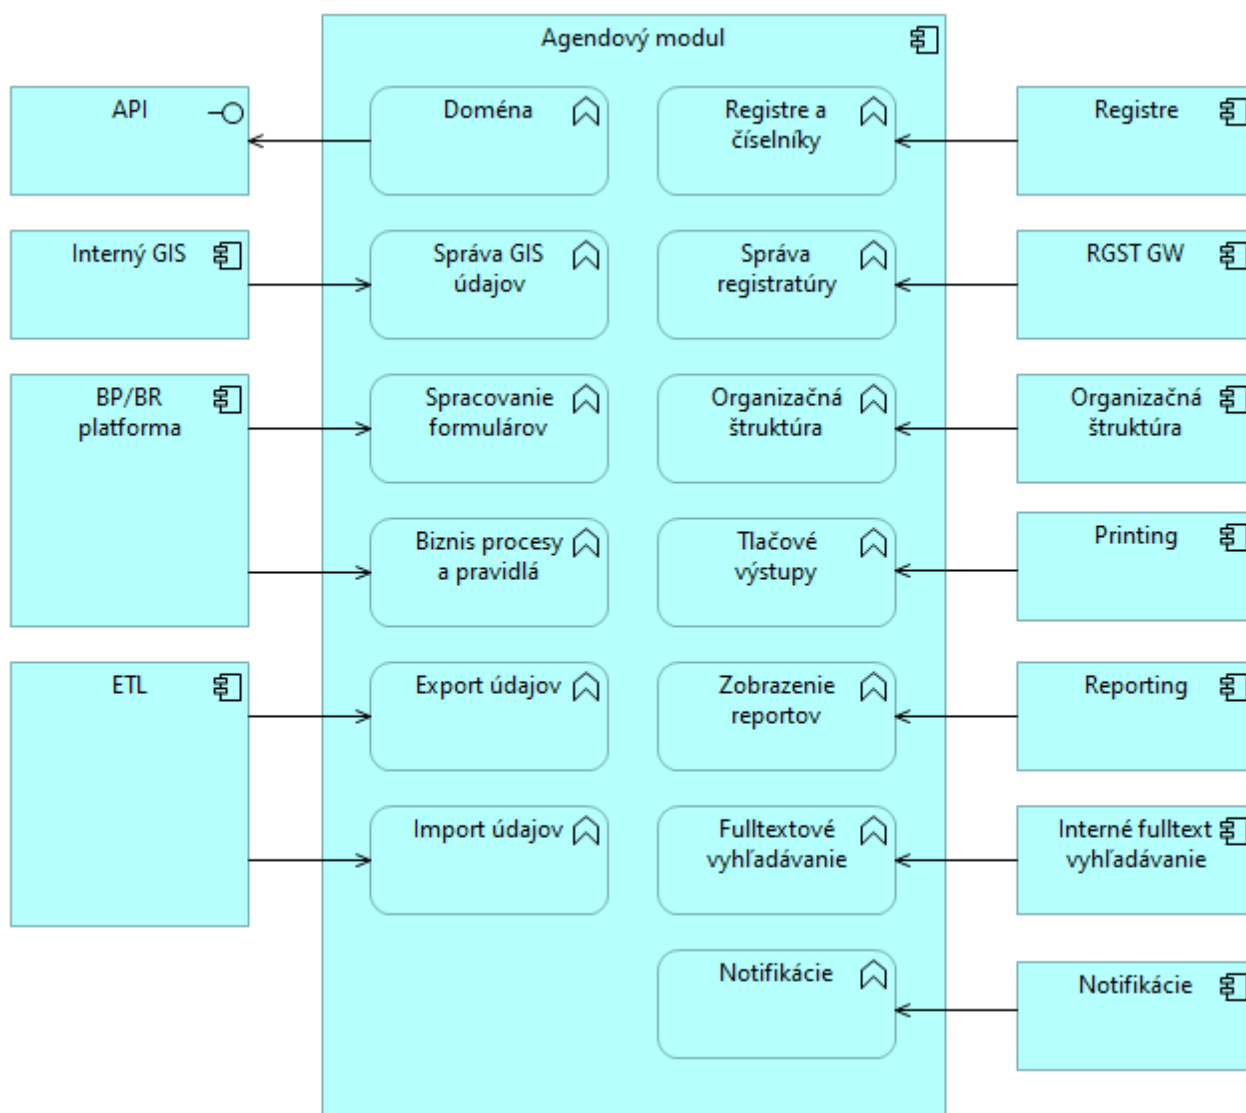 Agendový modul
API
Doména
Registre a
číselníky
Registre
Interný GIS
Správa GIS
údajov
Správa
registratúry
RGST GW
BP/BR
platforma
Spracovanie
formulárov
Organizačná
štruktúra
Organizačná
štruktúra
Biznis procesy
a pravidlá
Tlačové
výstupy
Printing
ETL
Export údajov
Zobrazenie
reportov
Reporting
Import údajov
Fulltextové
vyhľadávanie
Interné fulltext
vyhľadávanie
Notifikácie
Notifikácie